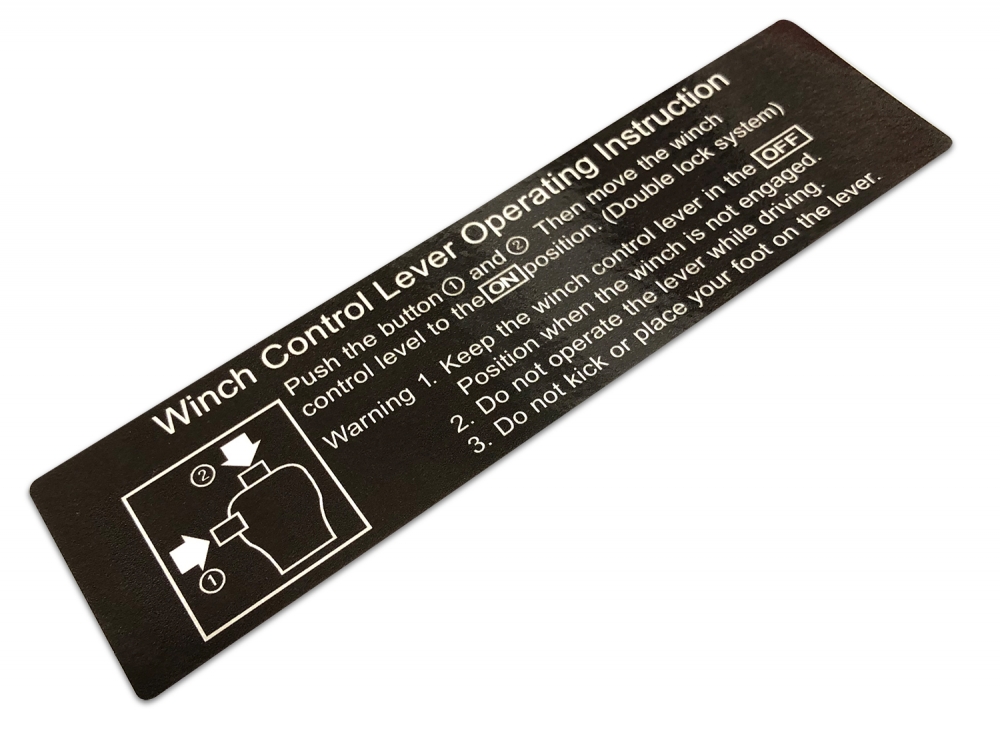 Winch Control Lever Operating Instruction
Push the button ① and ② Then move the winch
control level to the ON position. (Double lock system)
Warning 1. Keep the winch control lever in the OFF
Position when the winch is not engaged.
2. Do not operate the lever while driving.
3. Do not kick or place your foot on the lever.
②
①